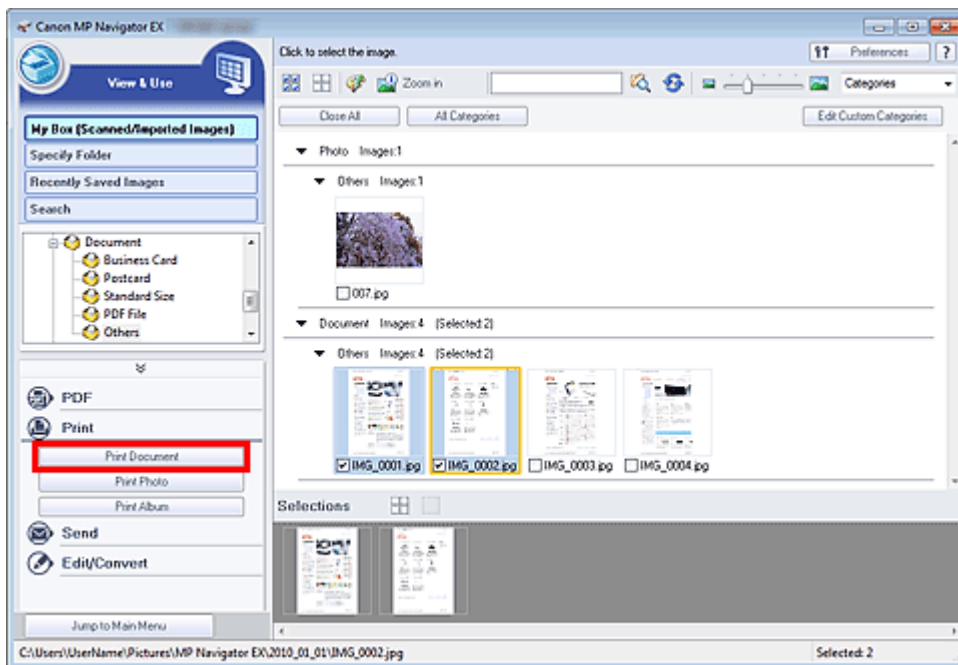 Canon MP Navigator EX
View & Use
My Box (Scanned/Imported Images)
Specify Folder
Recently Saved Images
Search
Document
Business Card
Postcard
Standard Size
PDF File
Others
PDF
Print
Print Document
Print Photo
Print Album
Send
Edit/Convert
Jump to Main Menu
Click to select the image.
Preferences
?
Zoom in
Categories
Close All
All Categories
Edit Custom Categories
Photo Images:1
Others Images:1
007.jpg
Document Images:4 (Selected:2)
Others Images:4 (Selected:2)
IMG_0001.jpg
IMG_0002.jpg
IMG_0003.jpg
IMG_0004.jpg
Selections
C:\Users\UserName\Pictures\MP Navigator EX\2010_01_01\IMG_0002.jpg
Selected: 2